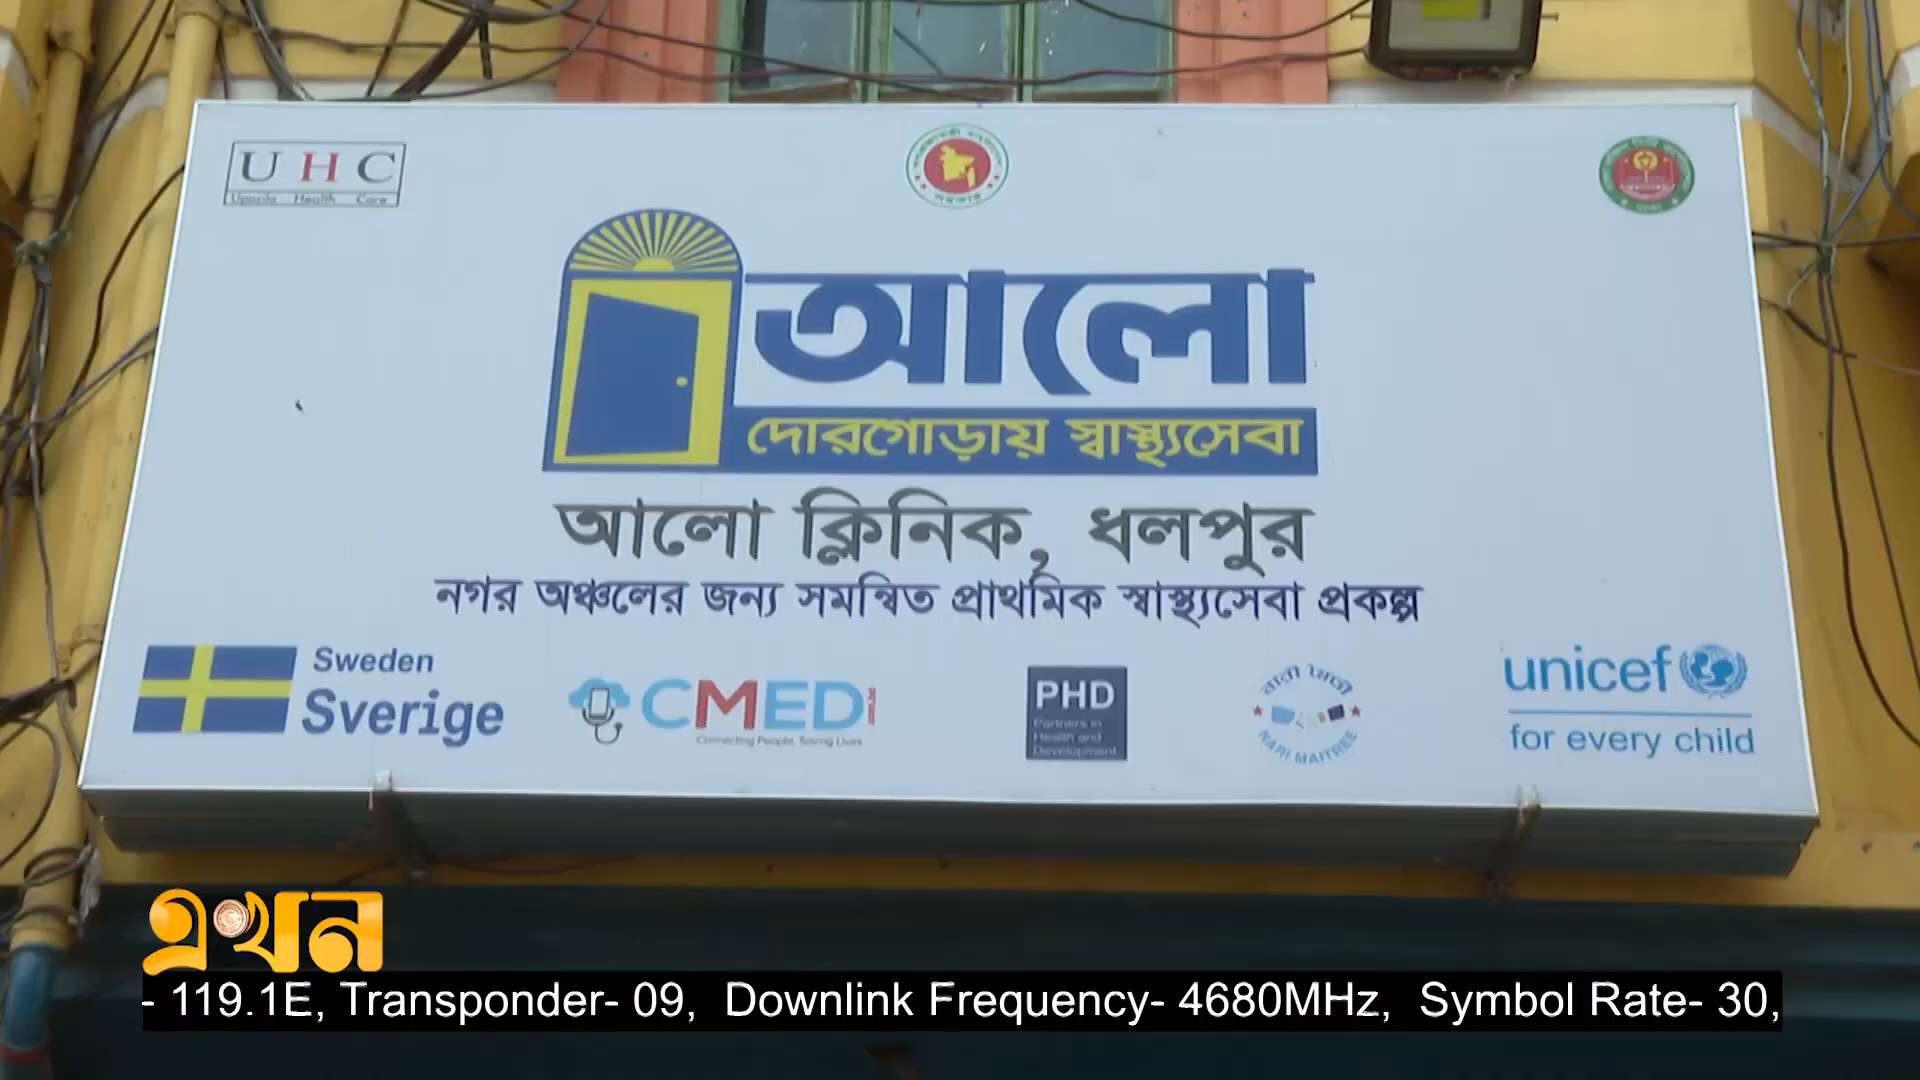 UHC
Upazila Health Care
আলো
দোরগোড়ায় স্বাস্থ্যসেবা
আলো ক্লিনিক, ধলপুর
নগর অঞ্চলের জন্য সমন্বিত প্রাথমিক স্বাস্থ্যসেবা প্রকল্প
Sweden
Sverige
CMED
Connecting People, Saving Lives
PHD
Partners in
Health and
Development
নারী মৈত্রী
NARI MAITREE
unicef
for every child
এখন
- 119.1E, Transponder- 09, Downlink Frequency- 4680MHz, Symbol Rate- 30,